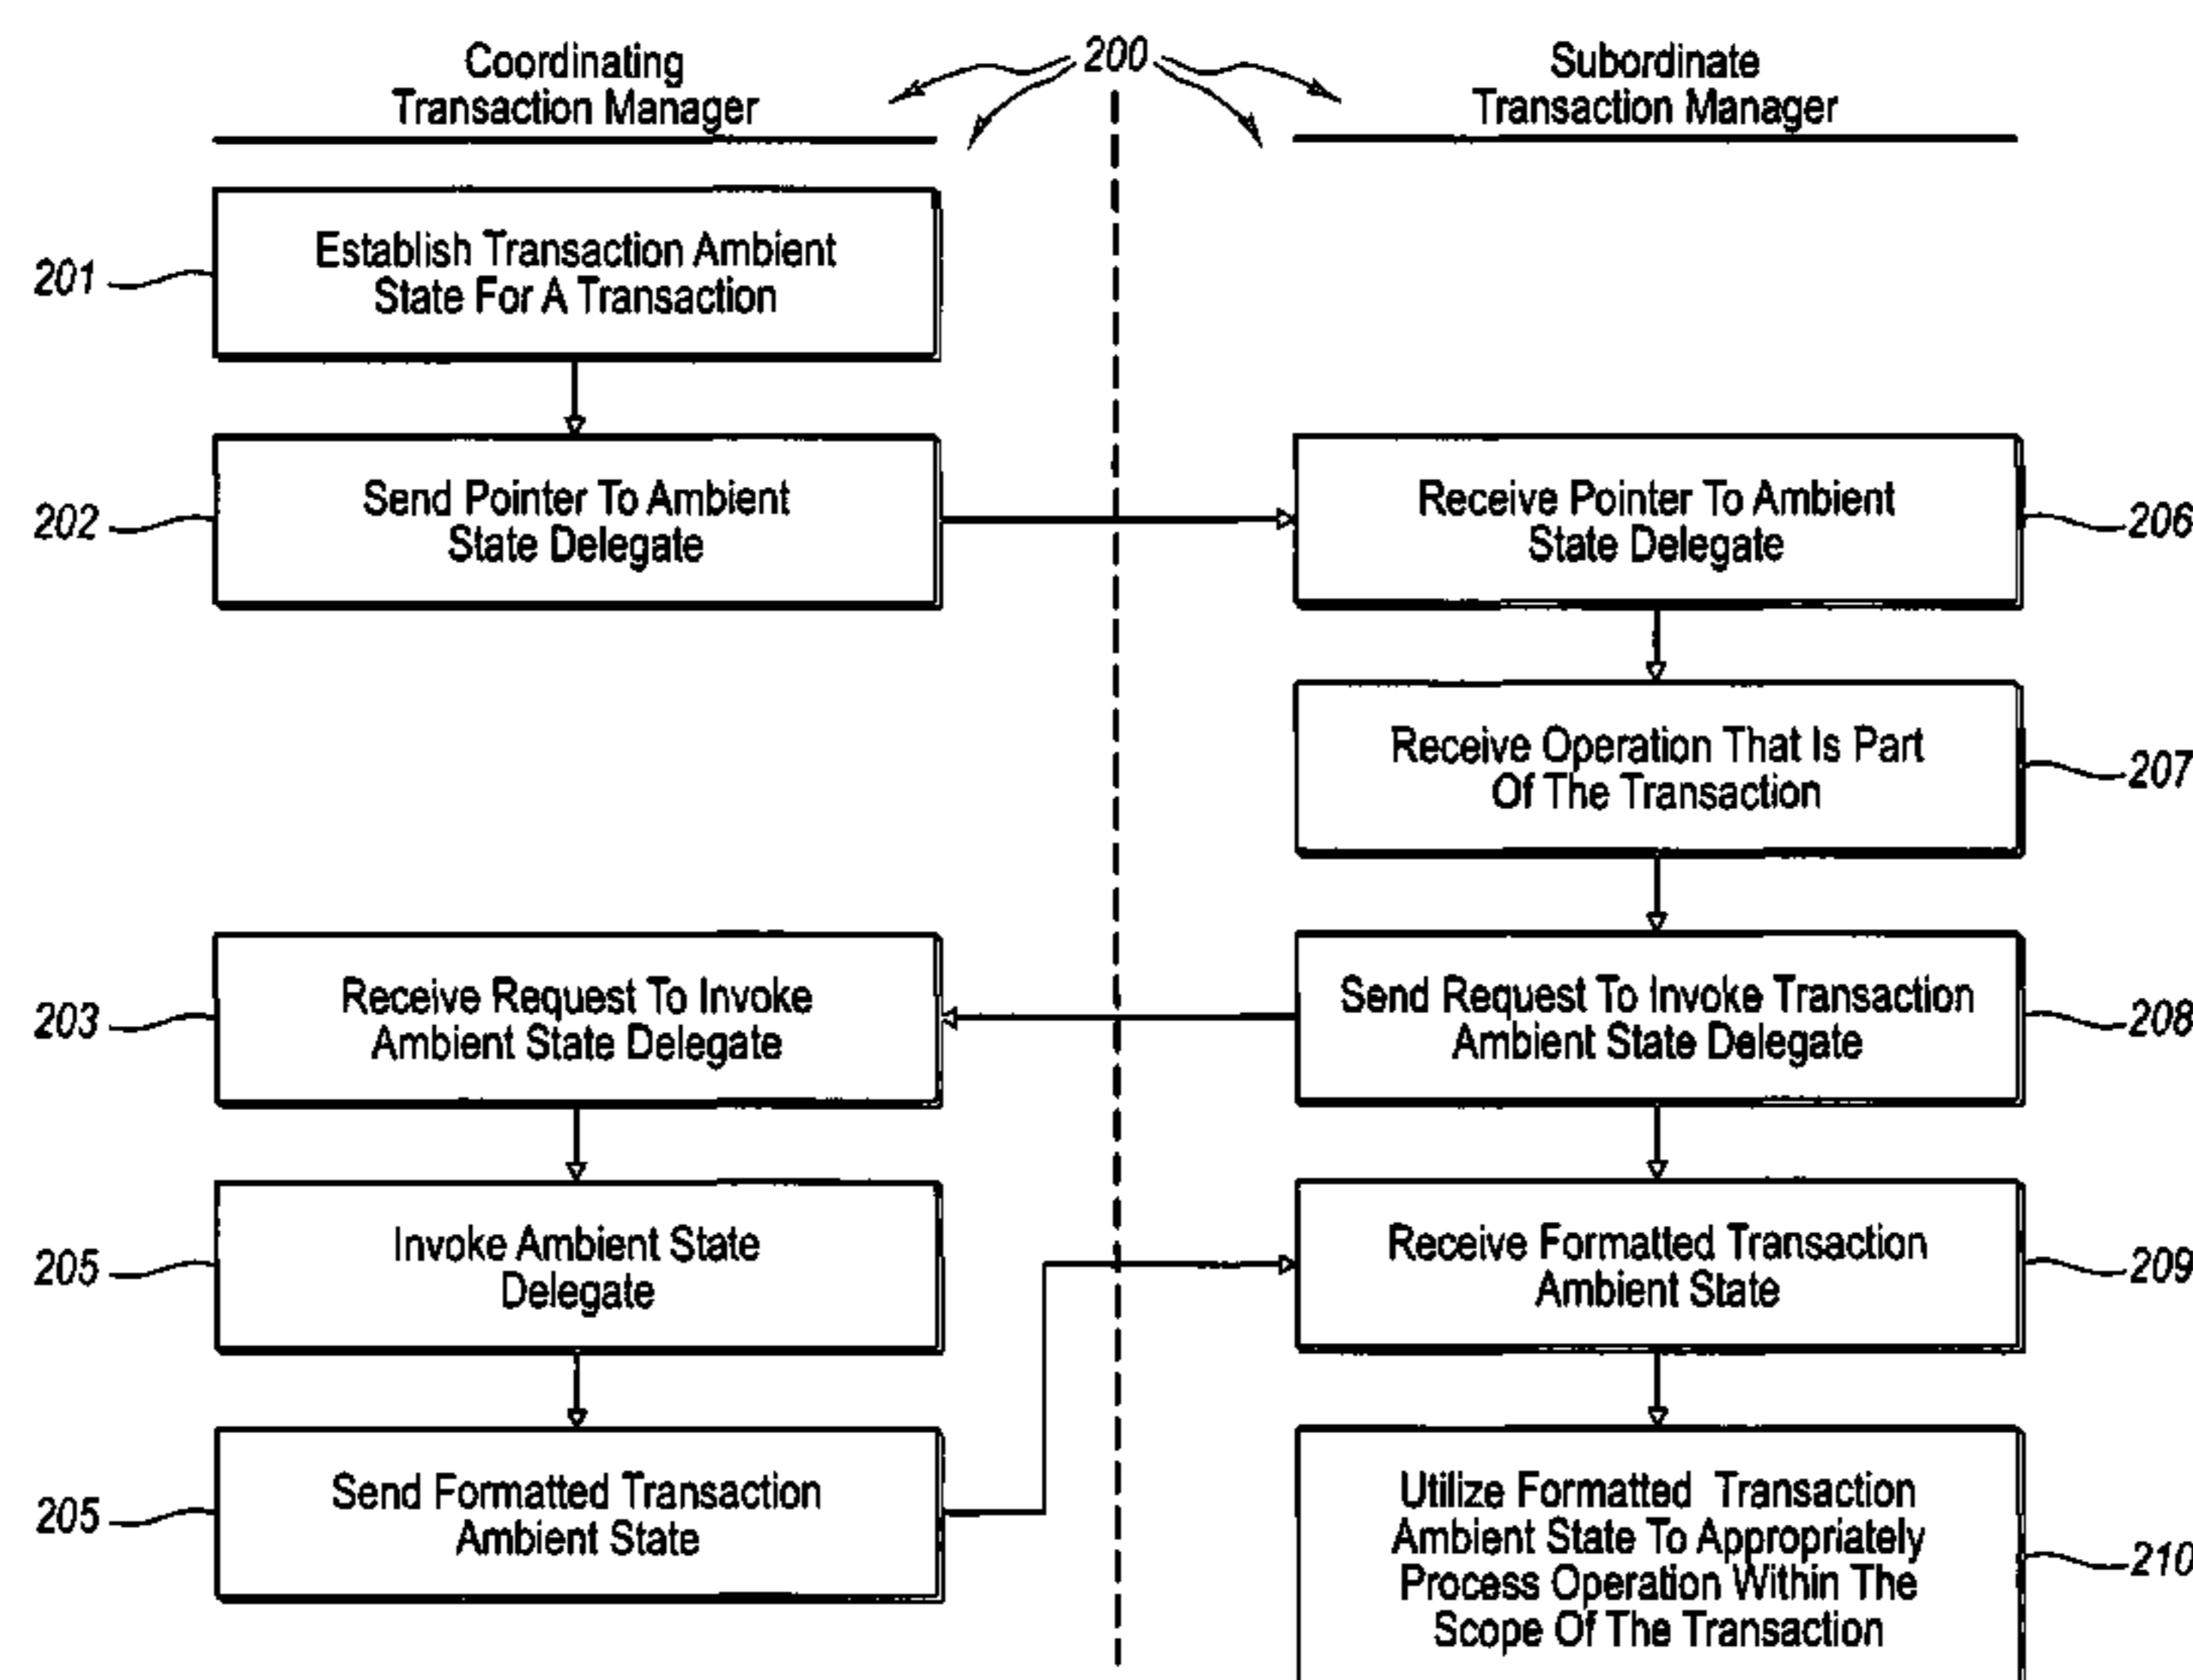 200
Coordinating
Transaction Manager
Subordinate
Transaction Manager
201
Establish Transaction Ambient
State For A Transaction
202
Send Pointer To Ambient
State Delegate
Receive Pointer To Ambient
State Delegate
206
Receive Operation That Is Part
Of The Transaction
207
203
Receive Request To Invoke
Ambient State Delegate
Send Request To Invoke Transaction
Ambient State Delegate
208
205
Invoke Ambient State
Delegate
Receive Formatted Transaction
Ambient State
209
205
Send Formatted Transaction
Ambient State
Utilize Formatted Transaction
Ambient State To Appropriately
Process Operation Within The
Scope Of The Transaction
210